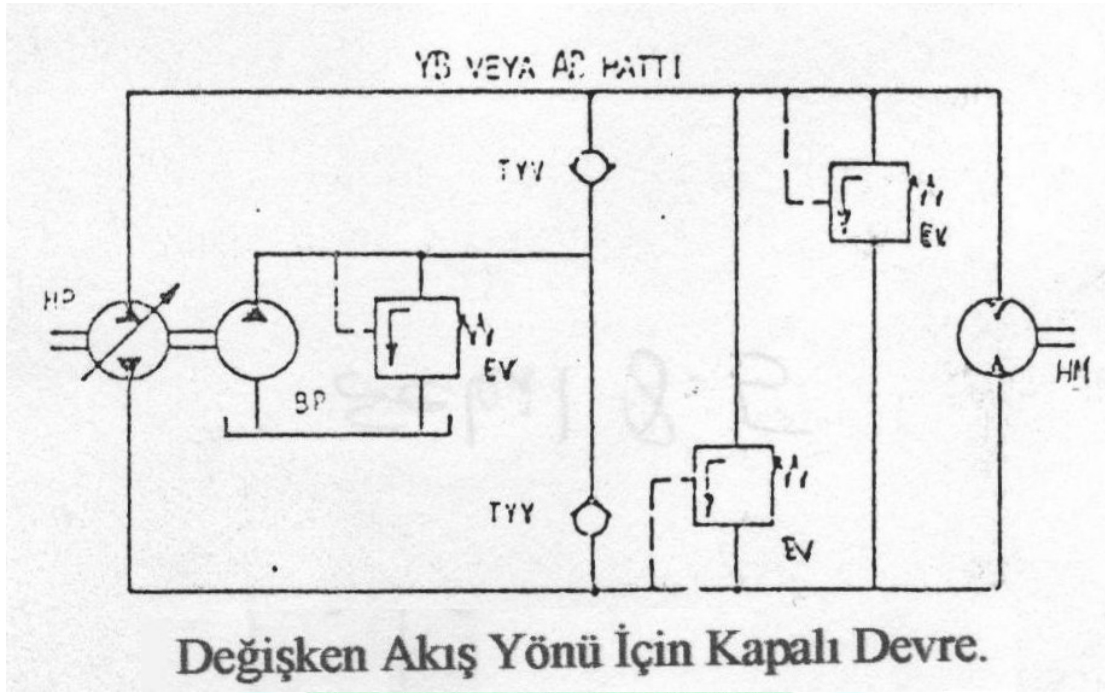 YB VEYA AB HATTI
TYV
EV
HP
EV
BP
HM
TYV
EV
Değişken Akış Yönü İçin Kapalı Devre.